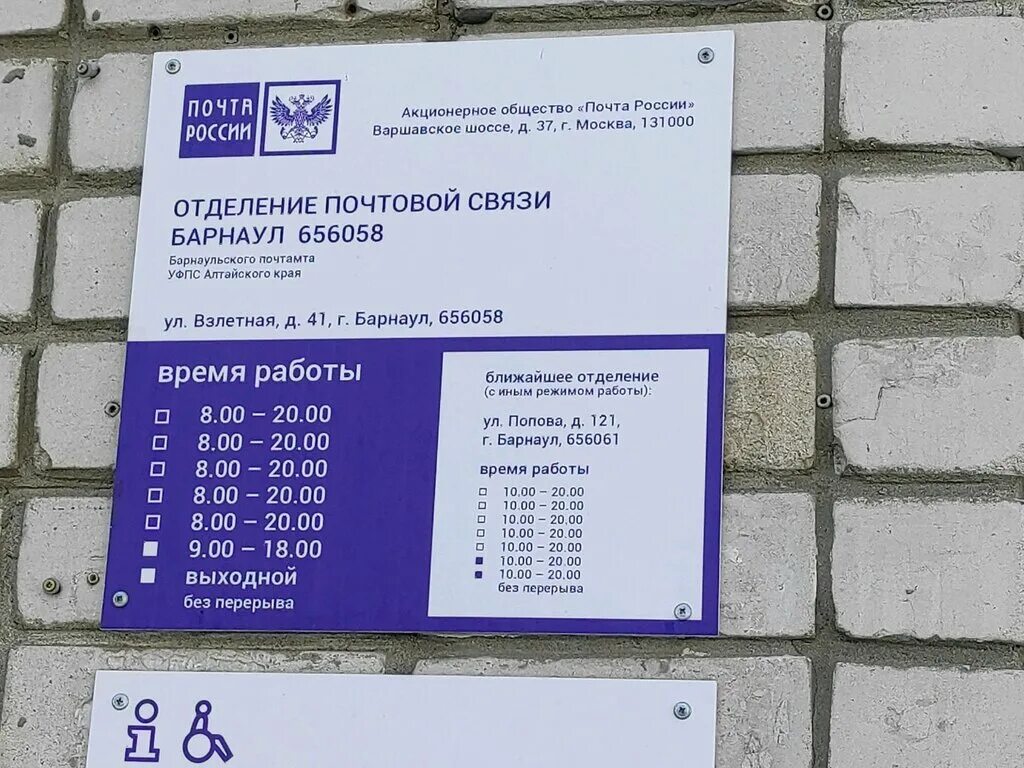 ПОЧТА
РОССИИ
Акционерное общество «Почта России»
Варшавское шоссе, д. 37, г. Москва, 131000
ОТДЕЛЕНИЕ ПОЧТОВОЙ СВЯЗИ
БАРНАУЛ 656058
Барнаульского почтамта
УФПС Алтайского края
ул. Взлетная, д. 41, г. Барнаул, 656058
время работы
8.00 – 20.00
8.00 – 20.00
8.00 – 20.00
8.00 – 20.00
8.00 – 20.00
9.00 – 18.00
выходной
без перерыва
ближайшее отделение
(с иным режимом работы):
ул. Попова, д. 121,
г. Барнаул, 656061
время работы
10.00 – 20.00
10.00 – 20.00
10.00 – 20.00
10.00 – 20.00
10.00 – 20.00
10.00 – 20.00
10.00 – 20.00
без перерыва